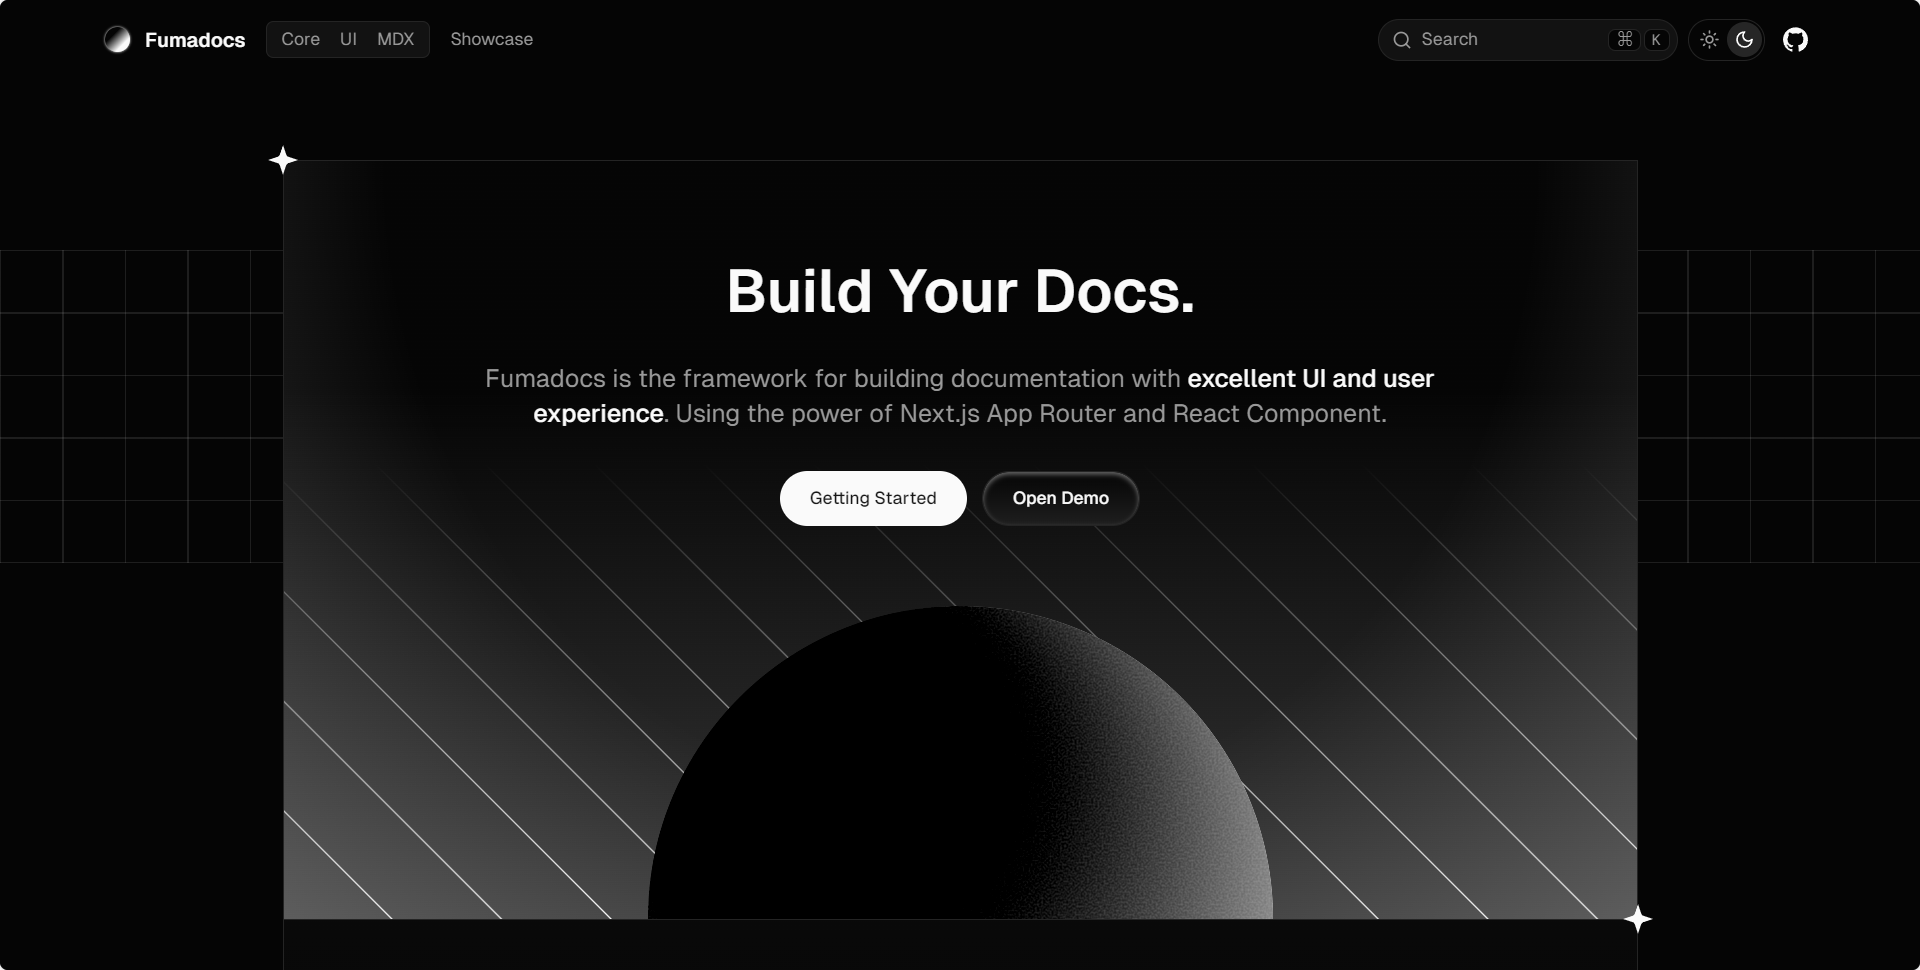 Fumadocs
Core UI MDX
Showcase
Search
⌘ K
Build Your Docs.
Fumadocs is the framework for building documentation with excellent UI and user
experience. Using the power of Next.js App Router and React Component.
Getting Started
Open Demo